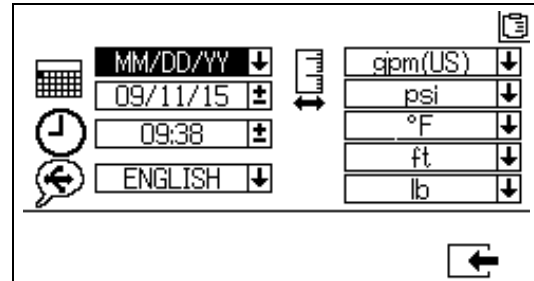 MM/DD/YY
09/11/15
09:38
ENGLISH
gpm(US)
psi
°F
ft
lb